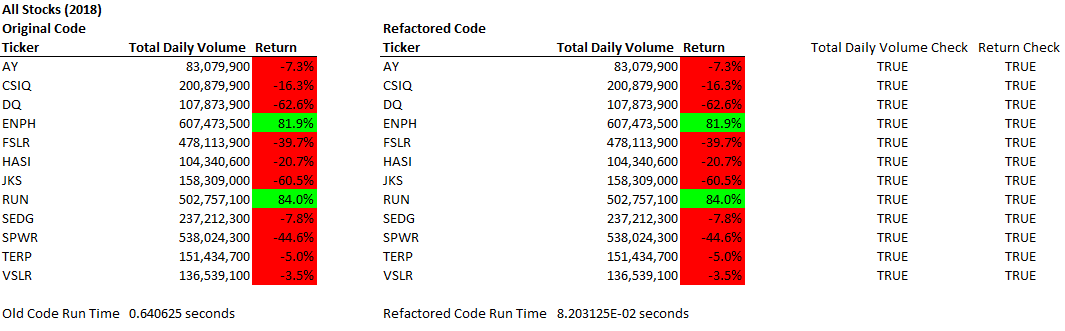 All Stocks (2018)
Original Code Refactored Code
Ticker Total Daily Volume Return Ticker Total Daily Volume Return Total Daily Volume Check Return Check
AY 83,079,900 -7.3% AY 83,079,900 -7.3% TRUE TRUE
CSIQ 200,879,900 -16.3% CSIQ 200,879,900 -16.3% TRUE TRUE
DQ 107,873,900 -62.6% DQ 107,873,900 -62.6% TRUE TRUE
ENPH 607,473,500 81.9% ENPH 607,473,500 81.9% TRUE TRUE
FSLR 478,113,900 -39.7% FSLR 478,113,900 -39.7% TRUE TRUE
HASI 104,340,600 -20.7% HASI 104,340,600 -20.7% TRUE TRUE
JKS 158,309,000 -60.5% JKS 158,309,000 -60.5% TRUE TRUE
RUN 502,757,100 84.0% RUN 502,757,100 84.0% TRUE TRUE
SEDG 237,212,300 -7.8% SEDG 237,212,300 -7.8% TRUE TRUE
SPWR 538,024,300 -44.6% SPWR 538,024,300 -44.6% TRUE TRUE
TERP 151,434,700 -5.0% TERP 151,434,700 -5.0% TRUE TRUE
VSLR 136,539,100 -3.5% VSLR 136,539,100 -3.5% TRUE TRUE
Old Code Run Time 0.640625 seconds Refactored Code Run Time 8.203125E-02 seconds